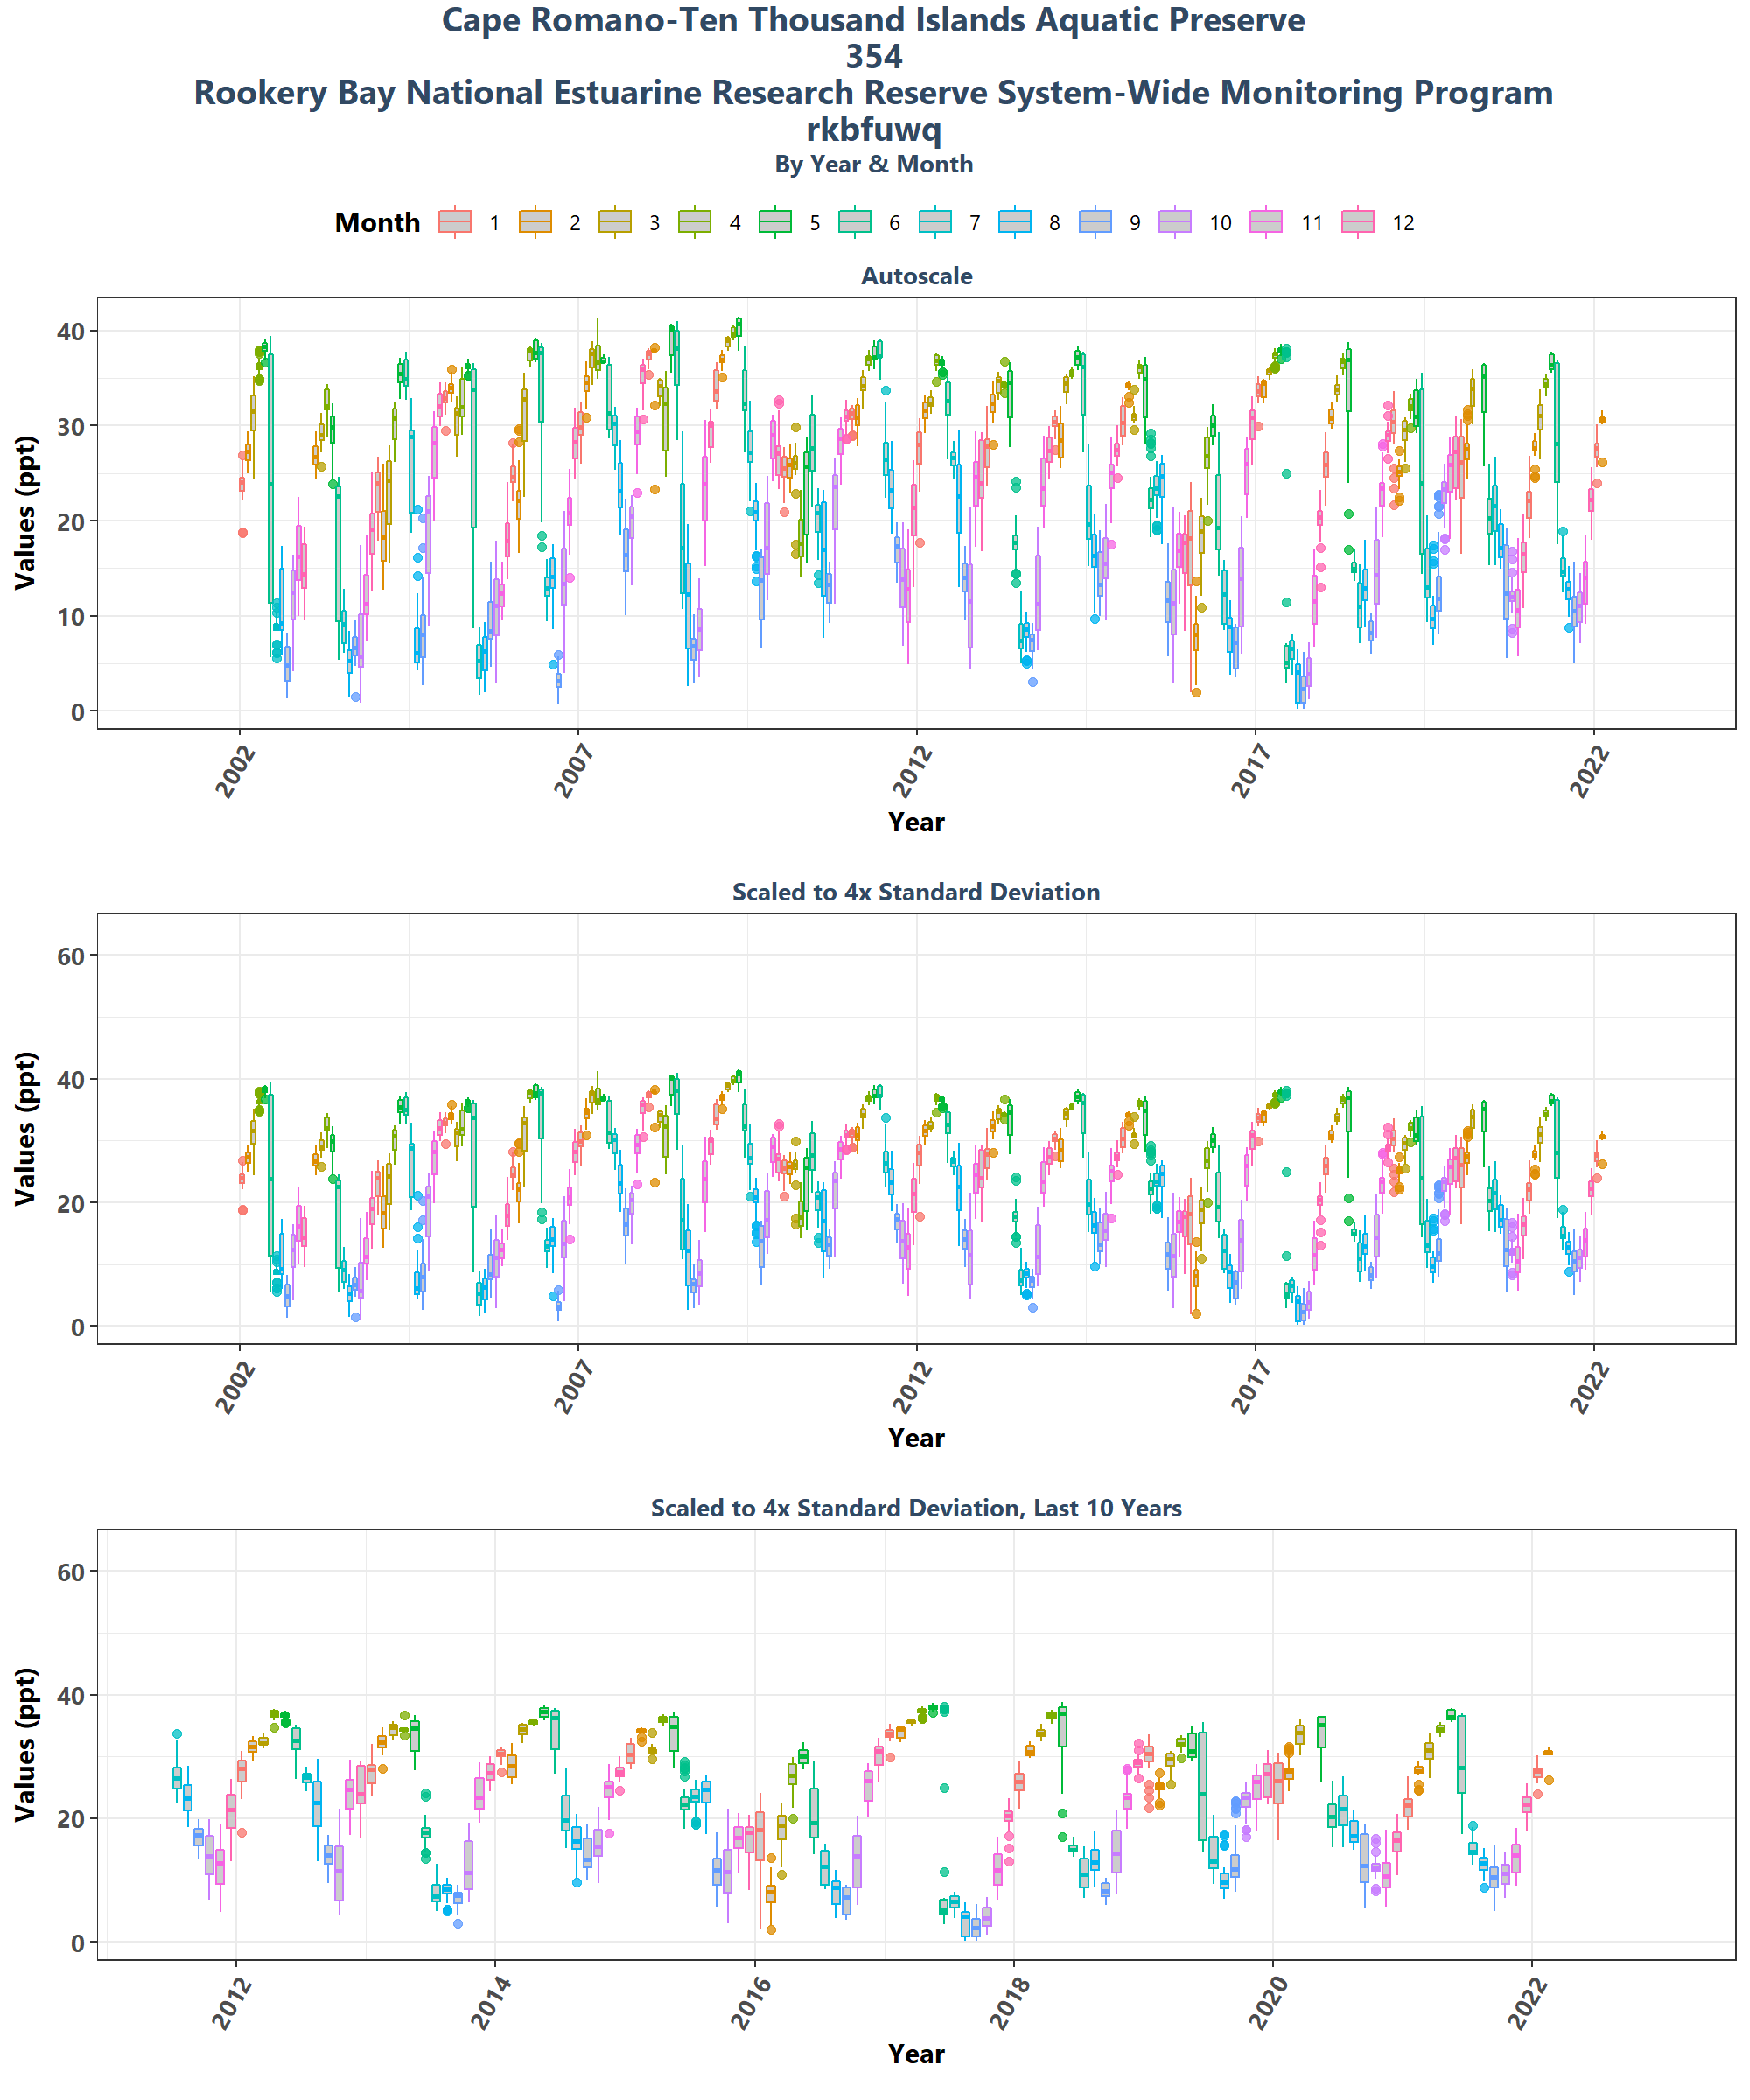 Cape Romano-Ten Thousand Islands Aquatic Preserve
354
Rookery Bay National Estuarine Research Reserve System-Wide Monitoring Program
rkbfuwq
By Year & Month
Month 1 2 3 4 5 6 7 8 9 10 11 12
Autoscale
Values (ppt)
40
30
20
10
0
2002 2007 2012 2017 2022
Year
Scaled to 4x Standard Deviation
Values (ppt)
60
40
20
0
2002 2007 2012 2017 2022
Year
Scaled to 4x Standard Deviation, Last 10 Years
Values (ppt)
60
40
20
0
2012 2014 2016 2018 2020 2022
Year